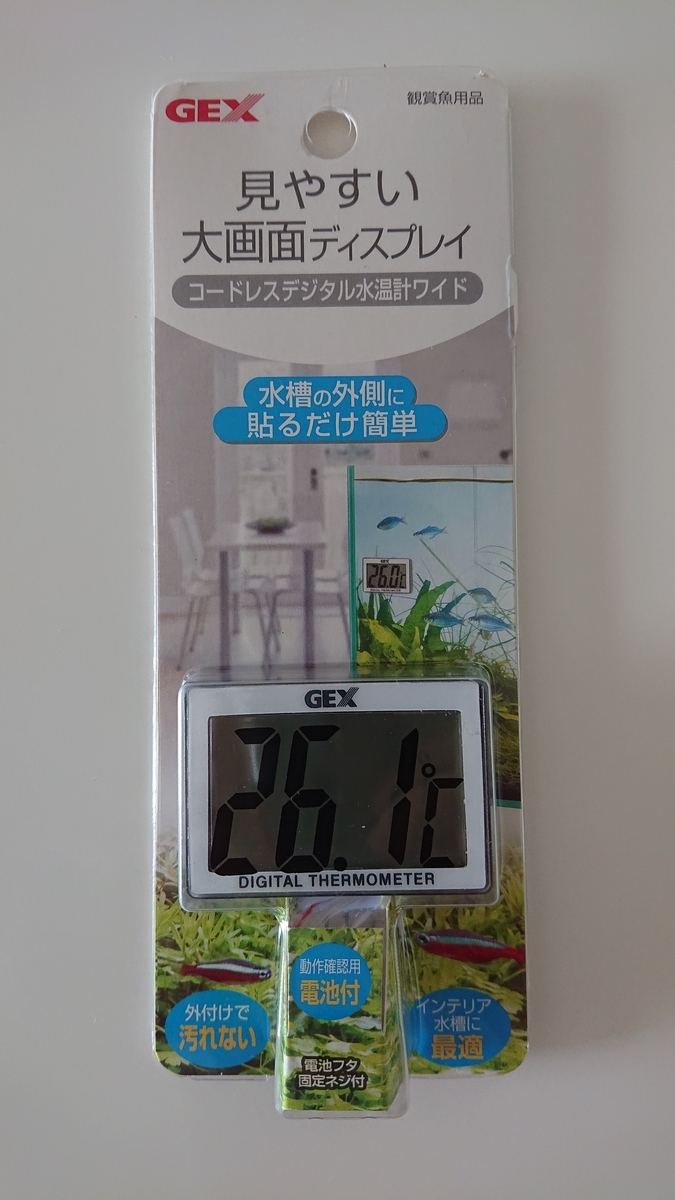 GEX
観賞魚用品
見やすい
大画面ディスプレイ
コードレスデジタル水温計ワイド
水槽の外側に
貼るだけ簡単
GEX
26.0℃
GEX
26.1℃
DIGITAL THERMOMETER
動作確認用
電池付
外付けで
汚れない
インテリア
水槽に
最適
電池フタ
固定ネジ付